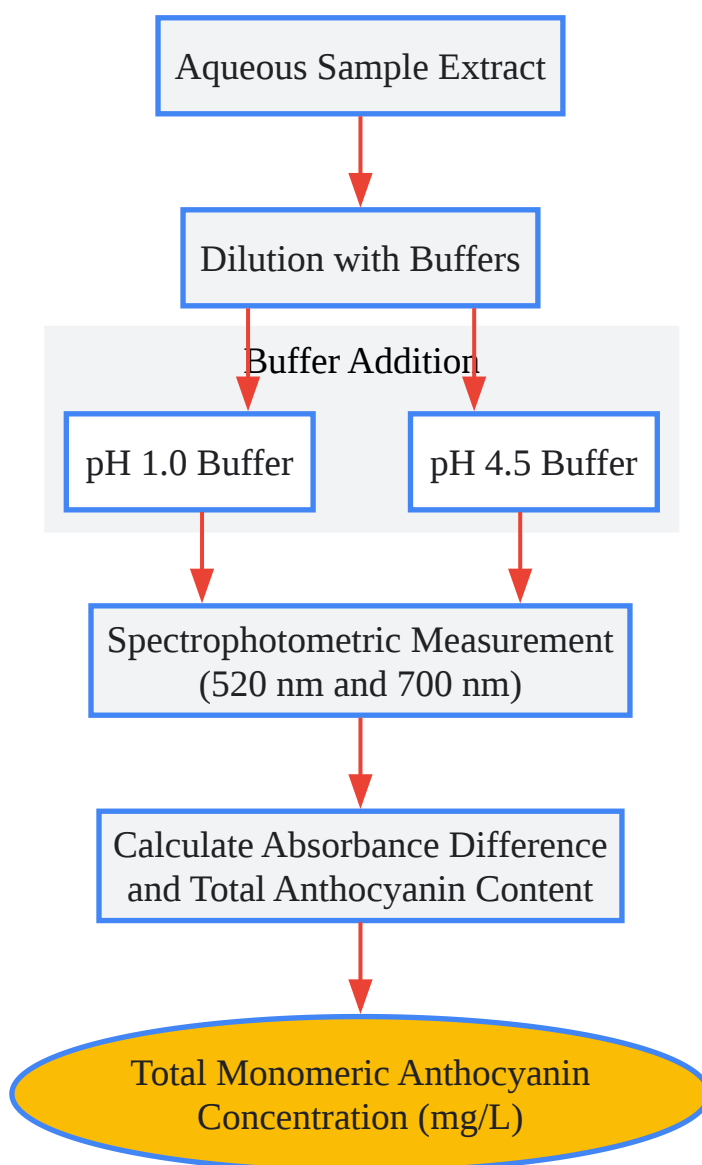 Aqueous Sample Extract
Dilution with Buffers
Buffer Addition
pH 1.0 Buffer
pH 4.5 Buffer
Spectrophotometric Measurement
(520 nm and 700 nm)
Calculate Absorbance Difference
and Total Anthocyanin Content
Total Monomeric Anthocyanin
Concentration (mg/L)